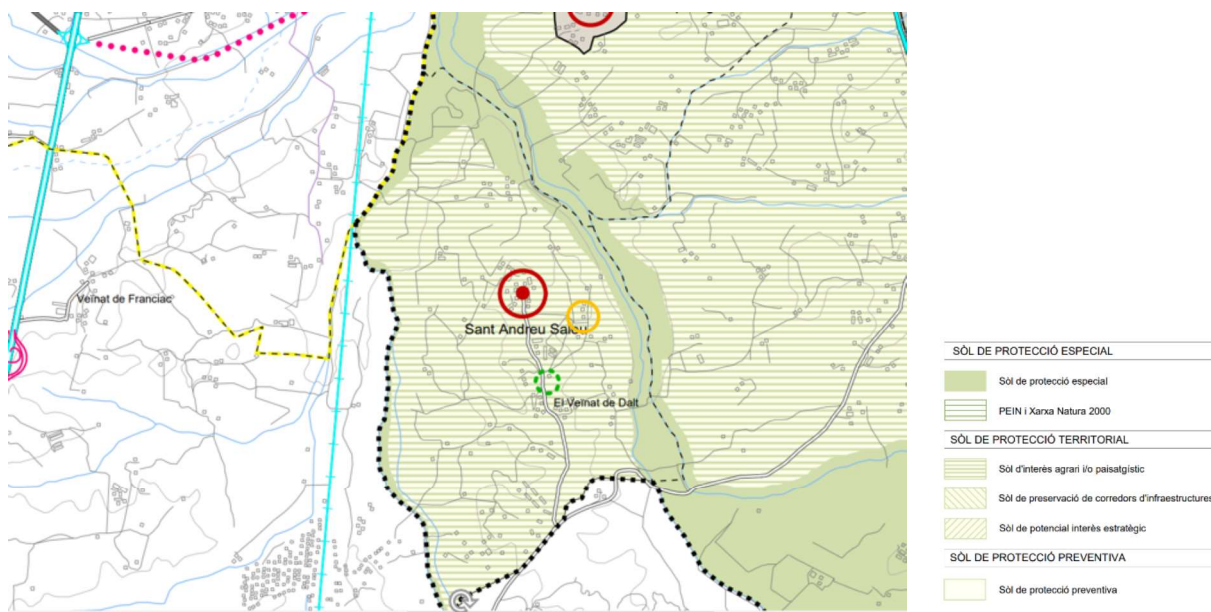 Veïnat de Franciac
Sant Andreu Salou
El Veïnat de Dalt
SÒL DE PROTECCIÓ ESPECIAL
Sòl de protecció especial
PEIN i Xarxa Natura 2000
SÒL DE PROTECCIÓ TERRITORIAL
Sòl d'interès agrari i/o paisatgístic
Sòl de preservació de corredors d'infraestructures
Sòl de potencial interès estratègic
SÒL DE PROTECCIÓ PREVENTIVA
Sòl de protecció preventiva